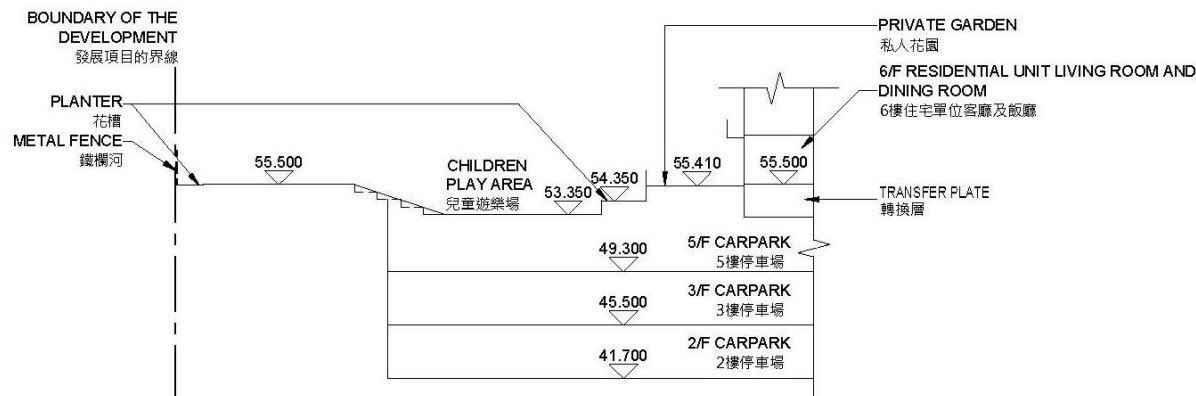 BOUNDARY OF THE
DEVELOPMENT
發展項目的界線
PLANTER
花槽
METAL FENCE
鐵欄河
55.500
CHILDREN
PLAY AREA
兒童遊樂場
53.350
54.350
55.410
55.500
PRIVATE GARDEN
私人花園
6/F RESIDENTIAL UNIT LIVING ROOM AND
DINING ROOM
6樓住宅單位客廳及飯廳
TRANSFER PLATE
轉換層
49.300
5/F CARPARK
5樓停車場
45.500
3/F CARPARK
3樓停車場
41.700
2/F CARPARK
2樓停車場